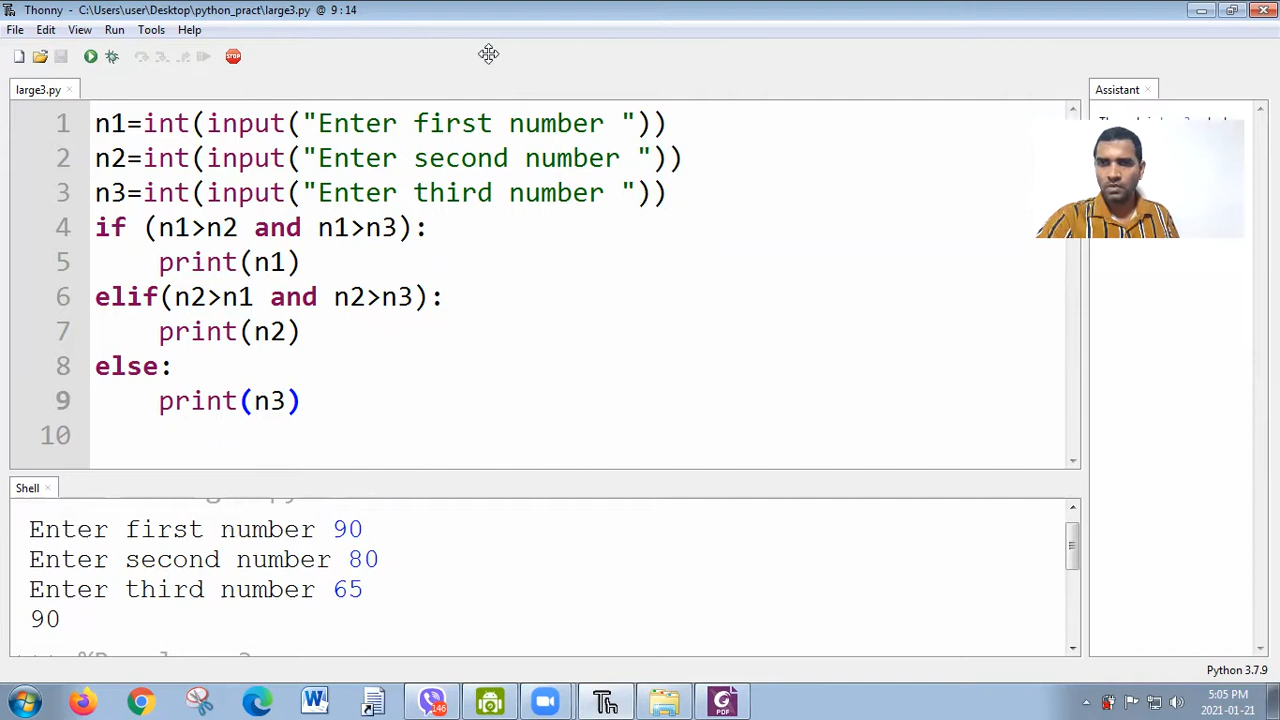 Thonny - C:\Users\user\Desktop\python_pract\large3.py @ 9:14
File Edit View Run Tools Help
STOP
large3.py
Assistant
1 n1=int(input("Enter first number "))
2 n2=int(input("Enter second number "))
3 n3=int(input("Enter third number "))
4 if (n1>n2 and n1>n3):
5 print(n1)
6 elif(n2>n1 and n2>n3):
7 print(n2)
8 else:
9 print(n3)
10
Shell
Enter first number 90
Enter second number 80
Enter third number 65
90
Python 3.7.9
146
Th
PDF
5:05 PM
2021-01-21